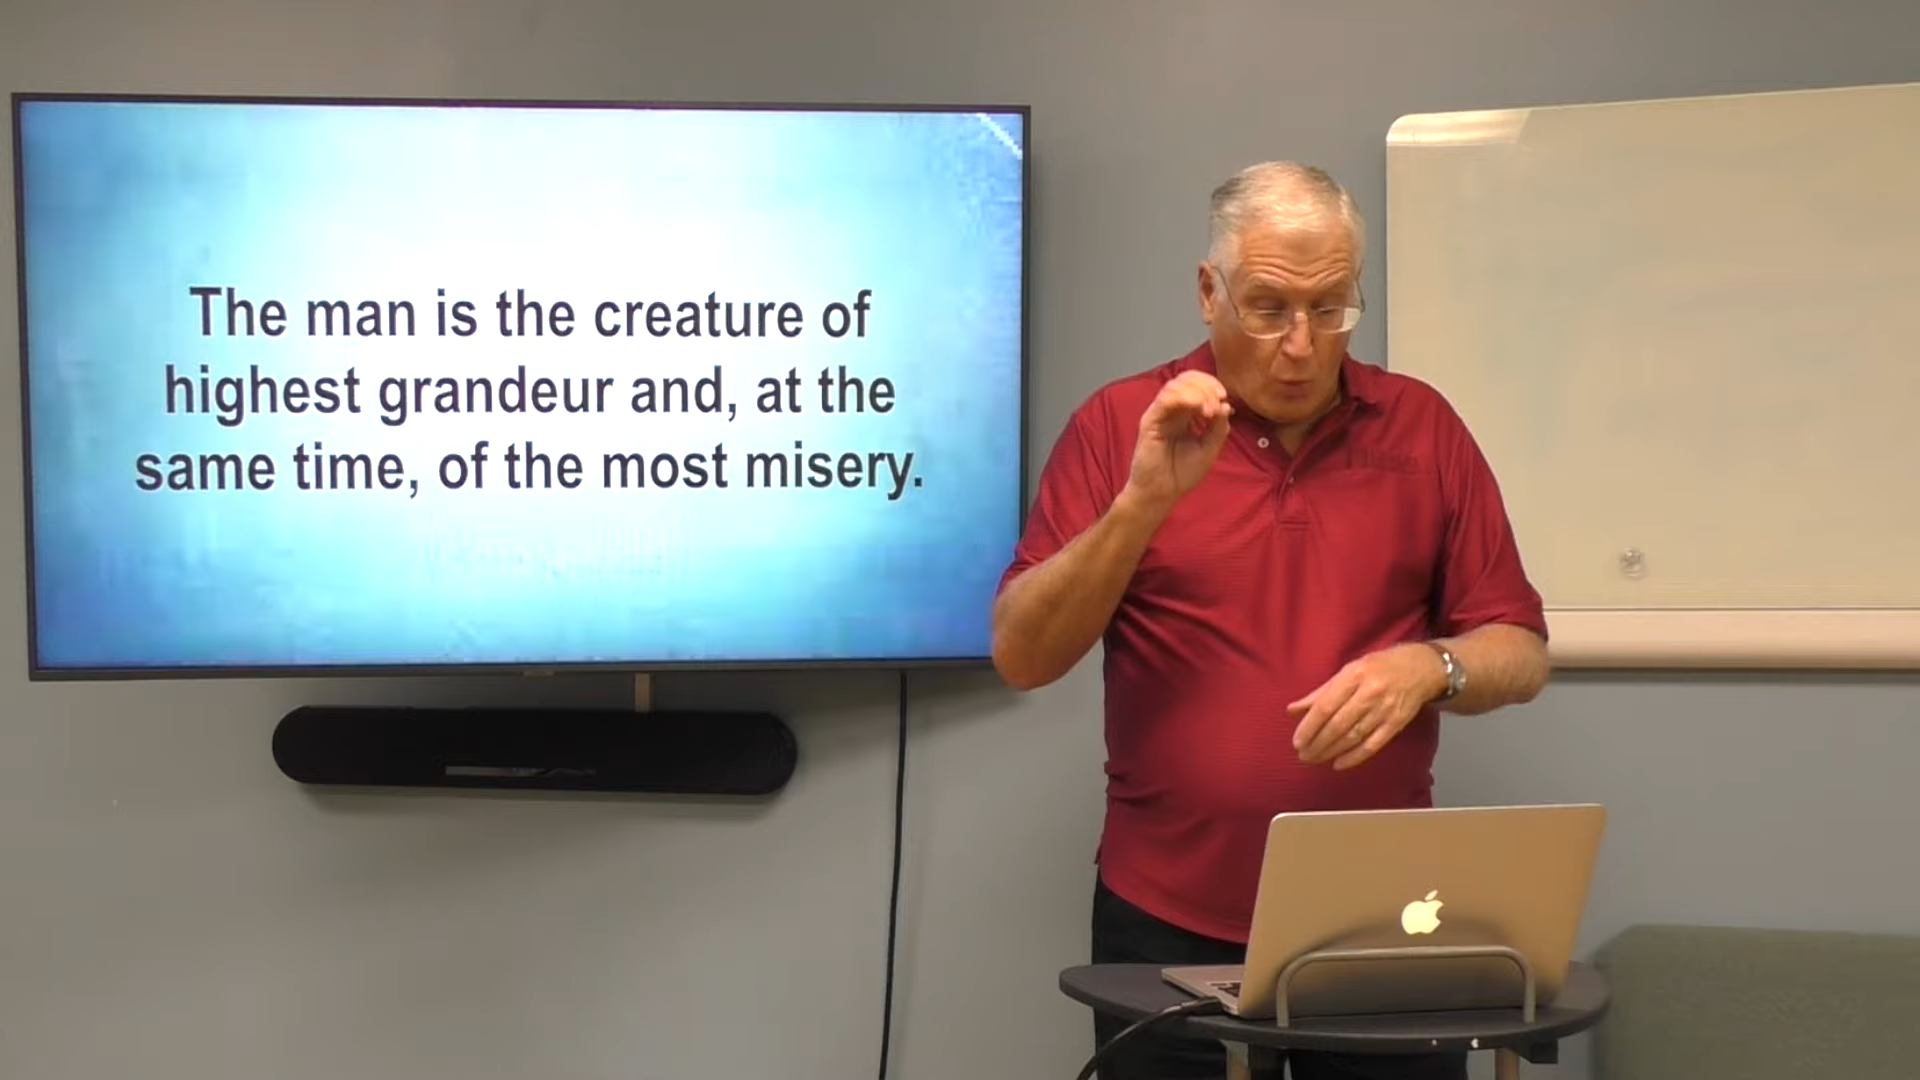 The man is the creature of
highest grandeur and, at the
same time, of the most misery.